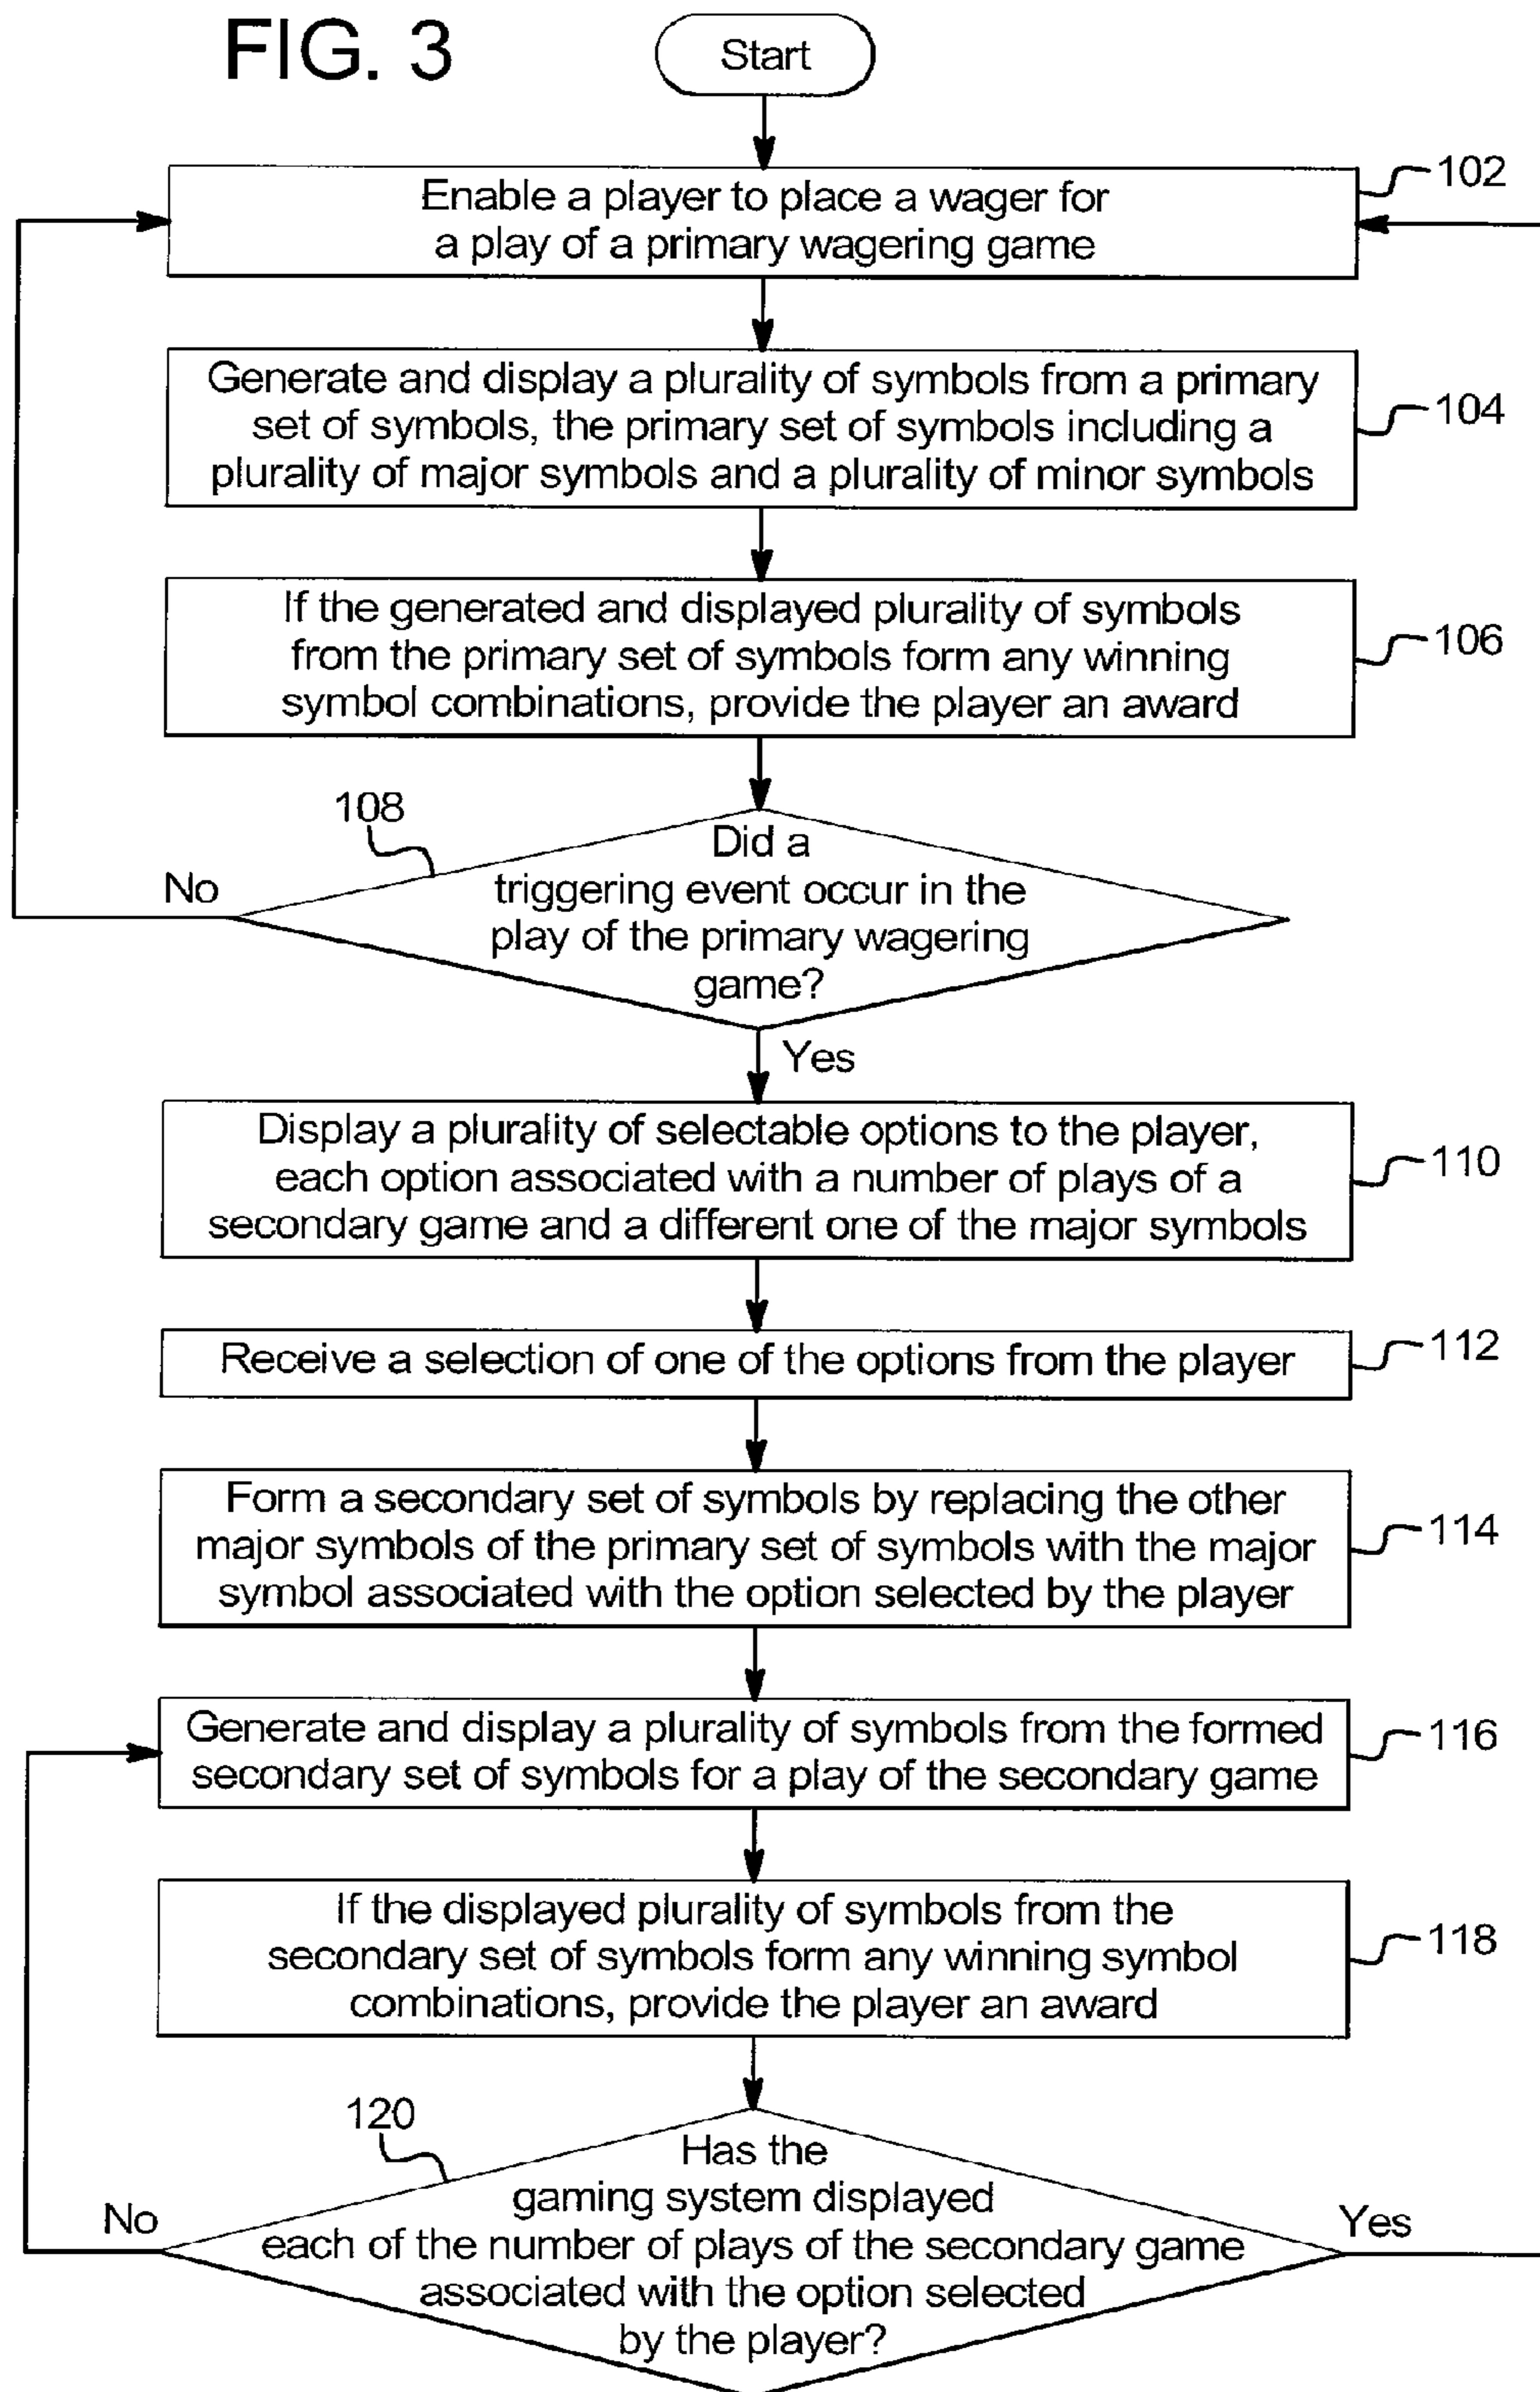 FIG. 3
Start
Enable a player to place a wager for
a play of a primary wagering game
102
Generate and display a plurality of symbols from a primary
set of symbols, the primary set of symbols including a
plurality of major symbols and a plurality of minor symbols
104
If the generated and displayed plurality of symbols
from the primary set of symbols form any winning
symbol combinations, provide the player an award
106
108
Did a
triggering event occur in the
play of the primary wagering
game?
No
Yes
Display a plurality of selectable options to the player,
each option associated with a number of plays of a
secondary game and a different one of the major symbols
110
Receive a selection of one of the options from the player
112
Form a secondary set of symbols by replacing the other
major symbols of the primary set of symbols with the major
symbol associated with the option selected by the player
114
Generate and display a plurality of symbols from the formed
secondary set of symbols for a play of the secondary game
116
If the displayed plurality of symbols from the
secondary set of symbols form any winning symbol
combinations, provide the player an award
118
120
Has the
gaming system displayed
each of the number of plays of the secondary game
associated with the option selected
by the player?
No
Yes